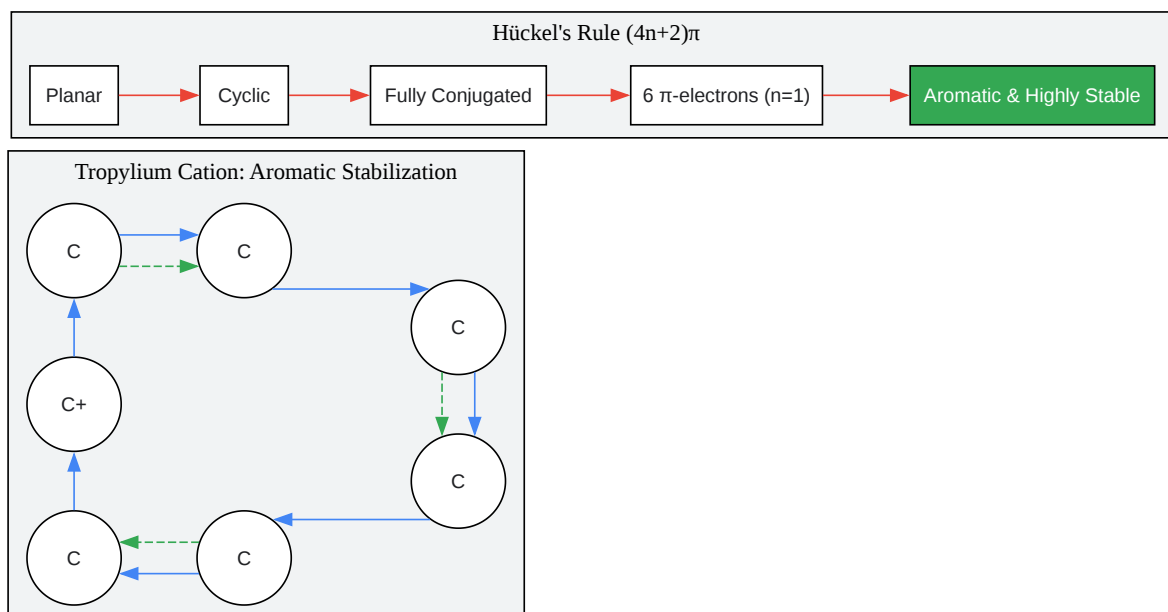 Hückel's Rule (4n+2)π
Planar
Cyclic
Fully Conjugated
6 π-electrons (n=1)
Aromatic & Highly Stable
Tropylium Cation: Aromatic Stabilization
C
C
C
C+
C
C
C